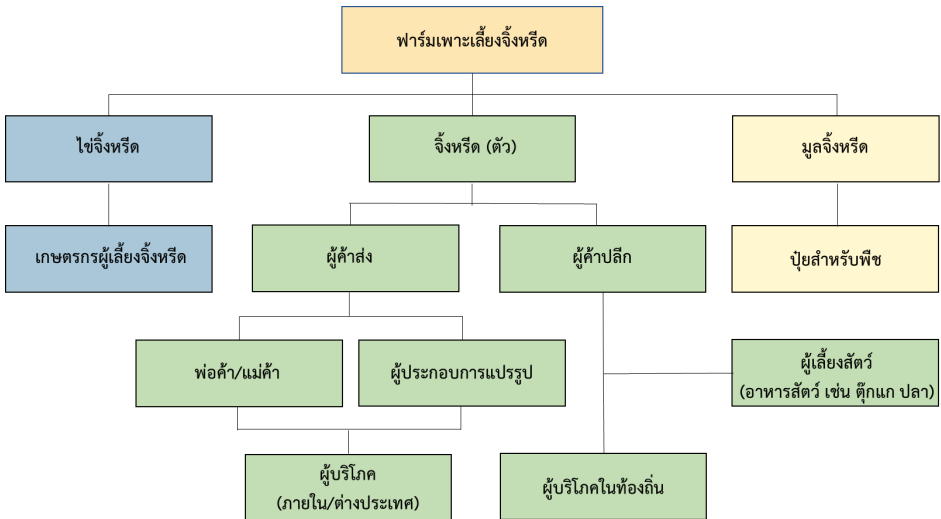 ฟาร์มเพาะเลี้ยงจิ้งหรีด
ไข่จิ้งหรีด
จิ้งหรีด (ตัว)
มูลจิ้งหรีด
เกษตรกรผู้เลี้ยงจิ้งหรีด
ผู้ค้าส่ง
ผู้ค้าปลีก
ปุ๋ยสำหรับพืช
พ่อค้า/แม่ค้า
ผู้ประกอบการแปรรูป
ผู้เลี้ยงสัตว์
(อาหารสัตว์ เช่น ตุ๊กแก ปลา)
ผู้บริโภค
(ภายใน/ต่างประเทศ)
ผู้บริโภคในท้องถิ่น